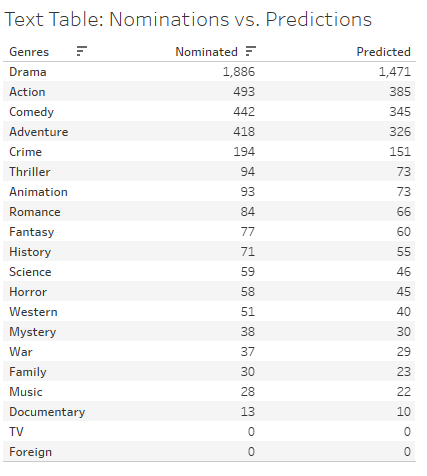 Text Table: Nominations vs. Predictions
Genres Nominated Predicted
Drama 1,886 1,471
Action 493 385
Comedy 442 345
Adventure 418 326
Crime 194 151
Thriller 94 73
Animation 93 73
Romance 84 66
Fantasy 77 60
History 71 55
Science 59 46
Horror 58 45
Western 51 40
Mystery 38 30
War 37 29
Family 30 23
Music 28 22
Documentary 13 10
TV 0 0
Foreign 0 0